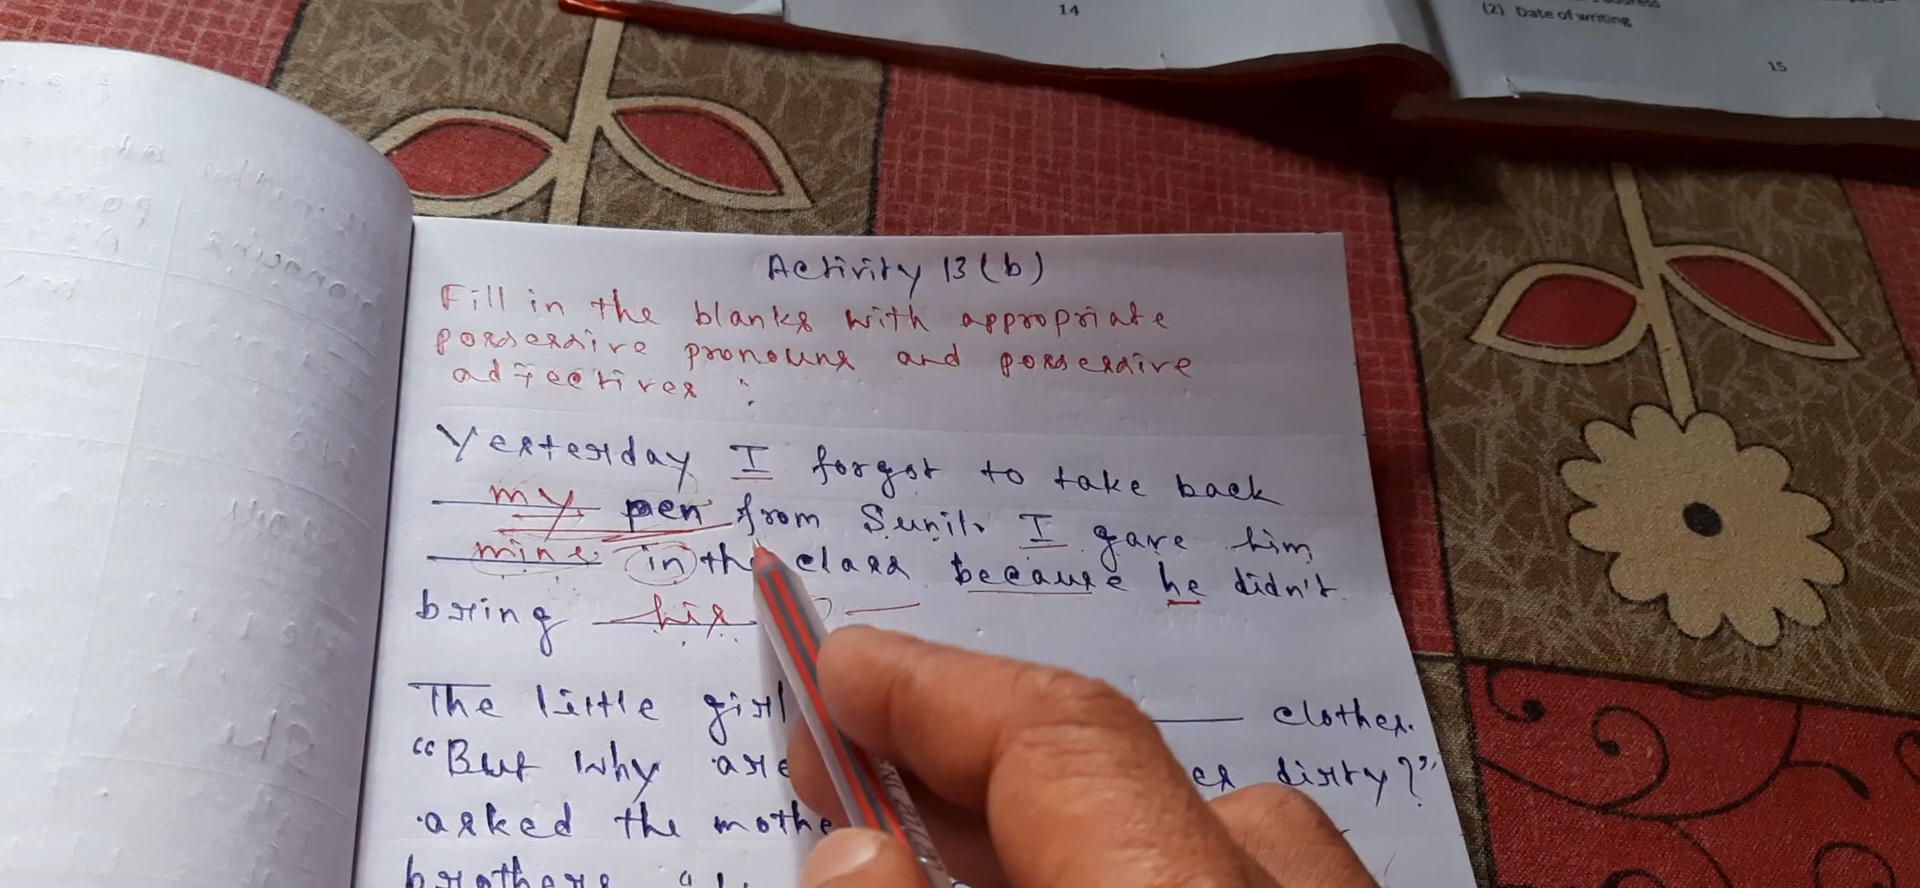 14
(2) Date of writing
15
Activity 13 (b)
Fill in the blanks with appropriate
possessive pronouns and possessive
adjectives :
Yesterday I forgot to take back
my pen from Sunil. I gave him
mine in the class because he didn't
bring his
The little girl clothes.
"But why are dirty?"
asked the
brothers